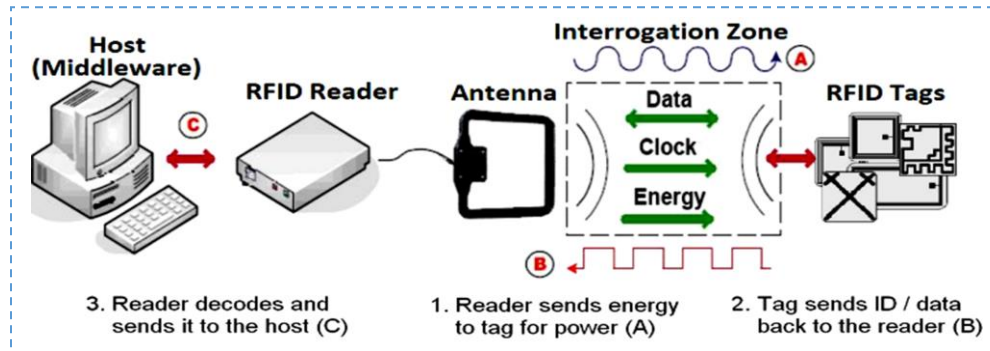 Host
(Middleware)
RFID Reader
Antenna
Interrogation Zone
A
RFID Tags
C
Data
Clock
Energy
B
3. Reader decodes and
sends it to the host (C)
1. Reader sends energy
to tag for power (A)
2. Tag sends ID / data
back to the reader (B)